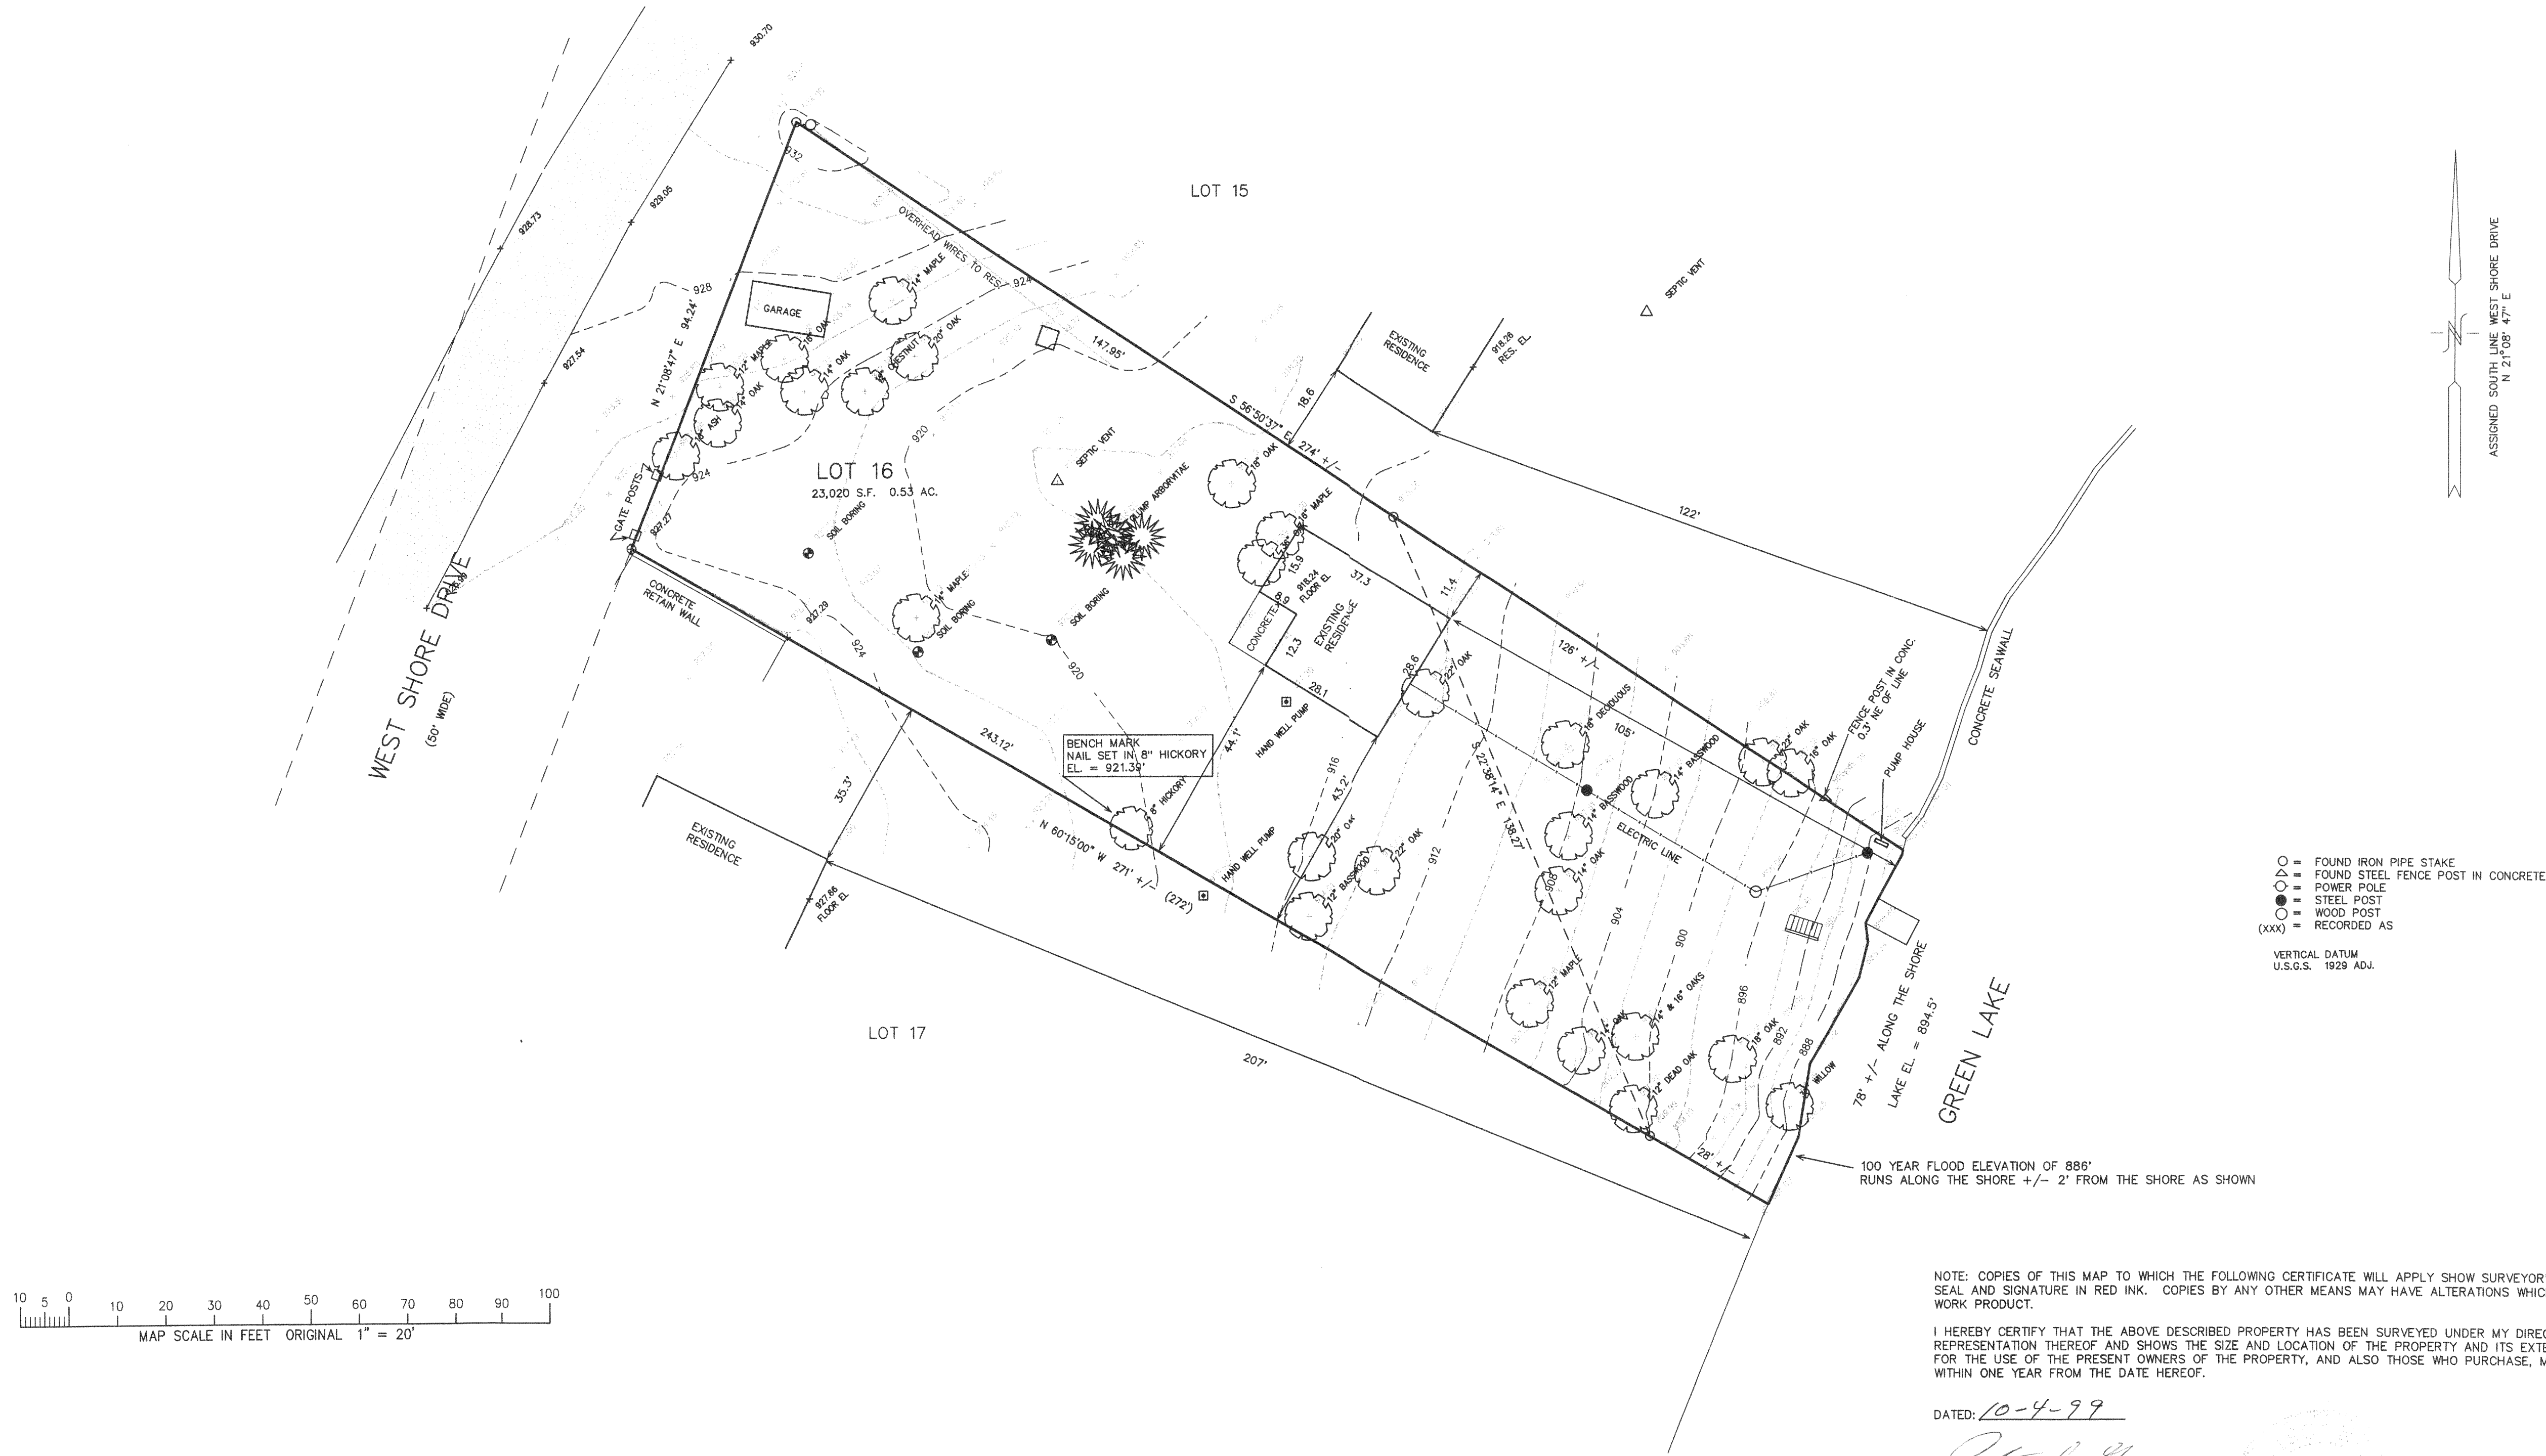 930.70
929.05
928.73
927.54
932
LOT 15
OVERHEAD WIRES TO RES.
928
924
GARAGE
N 21°08'47" E 94.24'
14" MAPLE
16" OAK
20" OAK
12" MAPLE
14" OAK
CHESTNUT
14" OAK
ASH
147.95'
EXISTING
RESIDENCE
918.26
RES. EL
SEPTIC VENT
18.6
S 56°50'37" E 274' +/-
920
924
GATE POSTS
927.27
LOT 16
23,020 S.F. 0.53 AC.
SEPTIC VENT
SOIL BORING
CLUMP ARBORVITAE
18" OAK
16" MAPLE
36" OAK
15.9
918.24
FLOOR EL
37.3
11.4
122'
CONCRETE
RETAIN WALL
927.29
924
14" MAPLE
SOIL BORING
SOIL BORING
920
CONCRETE
12.3
EXISTING
RESIDENCE
28.6
28.1
22" OAK
126' +/-
105'
16" DECIDUOUS
14" BASSWOOD
22" OAK
16" OAK
FENCE POST IN CONC.
0.3' NE OF LINE
PUMP HOUSE
CONCRETE SEAWALL
WEST SHORE DRIVE
(50' WIDE)
243.12'
35.3'
BENCH MARK
NAIL SET IN 8" HICKORY
EL. = 921.39'
8" HICKORY
44.1'
HAND WELL PUMP
916
43.2'
S 22°38'14" E 138.27'
14" BASSWOOD
ELECTRIC LINE
14" OAK
EXISTING
RESIDENCE
927.66
FLOOR EL
N 60°15'00" W 271' +/-
(272')
HAND WELL PUMP
20" OAK
22" OAK
12" BASSWOOD
912
908
904
900
896
892
888
12" MAPLE
14" OAK
14" & 16" OAKS
12" DEAD OAK
18" OAK
WILLOW
28' +/-
LOT 17
207'
78' +/- ALONG THE SHORE
LAKE EL. = 894.5'
GREEN LAKE
100 YEAR FLOOD ELEVATION OF 886'
RUNS ALONG THE SHORE +/- 2' FROM THE SHORE AS SHOWN
ASSIGNED SOUTH LINE WEST SHORE DRIVE
N 21°08' 47" E
N
= FOUND IRON PIPE STAKE
= FOUND STEEL FENCE POST IN CONCRETE
= POWER POLE
= STEEL POST
= WOOD POST
(XXX) = RECORDED AS
VERTICAL DATUM
U.S.G.S. 1929 ADJ.
10 5 0 10 20 30 40 50 60 70 80 90 100
MAP SCALE IN FEET ORIGINAL 1" = 20'
NOTE: COPIES OF THIS MAP TO WHICH THE FOLLOWING CERTIFICATE WILL APPLY SHOW SURVEYOR
SEAL AND SIGNATURE IN RED INK. COPIES BY ANY OTHER MEANS MAY HAVE ALTERATIONS WHIC
WORK PRODUCT.
I HEREBY CERTIFY THAT THE ABOVE DESCRIBED PROPERTY HAS BEEN SURVEYED UNDER MY DIREC
REPRESENTATION THEREOF AND SHOWS THE SIZE AND LOCATION OF THE PROPERTY AND ITS EXTE
FOR THE USE OF THE PRESENT OWNERS OF THE PROPERTY, AND ALSO THOSE WHO PURCHASE, M
WITHIN ONE YEAR FROM THE DATE HEREOF.
DATED: 10-4-99